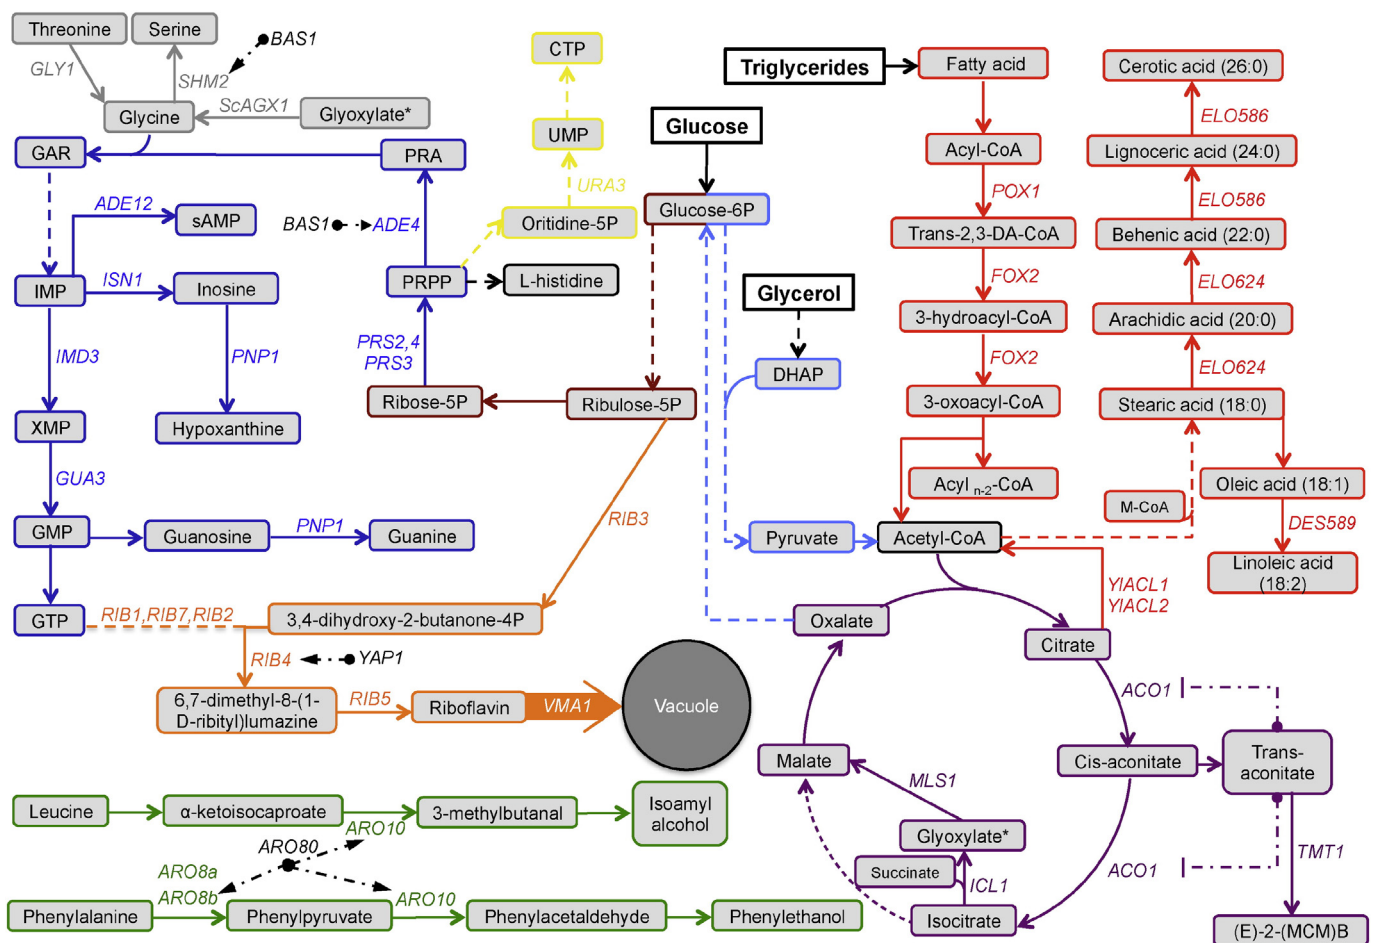 Threonine
Serine
BAS1
GLY1
SHM2
ScAGX1
Glycine
Glyoxylate*
GAR
PRA
ADE12
sAMP
BAS1
ADE4
IMP
ISN1
Inosine
PRPP
L-histidine
IMD3
PNP1
PRS2,4
PRS3
Ribose-5P
Ribulose-5P
XMP
Hypoxanthine
GUA3
GMP
Guanosine
PNP1
Guanine
GTP
RIB1,RIB7,RIB2
3,4-dihydroxy-2-butanone-4P
RIB3
RIB4
YAP1
6,7-dimethyl-8-(1-
D-ribityl)lumazine
RIB5
Riboflavin
VMA1
Vacuole
CTP
UMP
URA3
Oritidine-5P
Glucose
Glucose-6P
Glycerol
DHAP
Pyruvate
Acetyl-CoA
Triglycerides
Fatty acid
Acyl-CoA
POX1
Trans-2,3-DA-CoA
FOX2
3-hydroacyl-CoA
FOX2
3-oxoacyl-CoA
Acyl n-2-CoA
Cerotic acid (26:0)
ELO586
Lignoceric acid (24:0)
ELO586
Behenic acid (22:0)
ELO624
Arachidic acid (20:0)
ELO624
Stearic acid (18:0)
M-CoA
Oleic acid (18:1)
DES589
Linoleic acid
(18:2)
YlACL1
YlACL2
Oxalate
Citrate
ACO1
Malate
Cis-aconitate
Trans-
aconitate
MLS1
Glyoxylate*
Succinate
ICL1
Isocitrate
ACO1
TMT1
(E)-2-(MCM)B
Leucine
α-ketoisocaproate
3-methylbutanal
Isoamyl
alcohol
ARO10
ARO80
ARO8a
ARO8b
ARO10
Phenylalanine
Phenylpyruvate
Phenylacetaldehyde
Phenylethanol